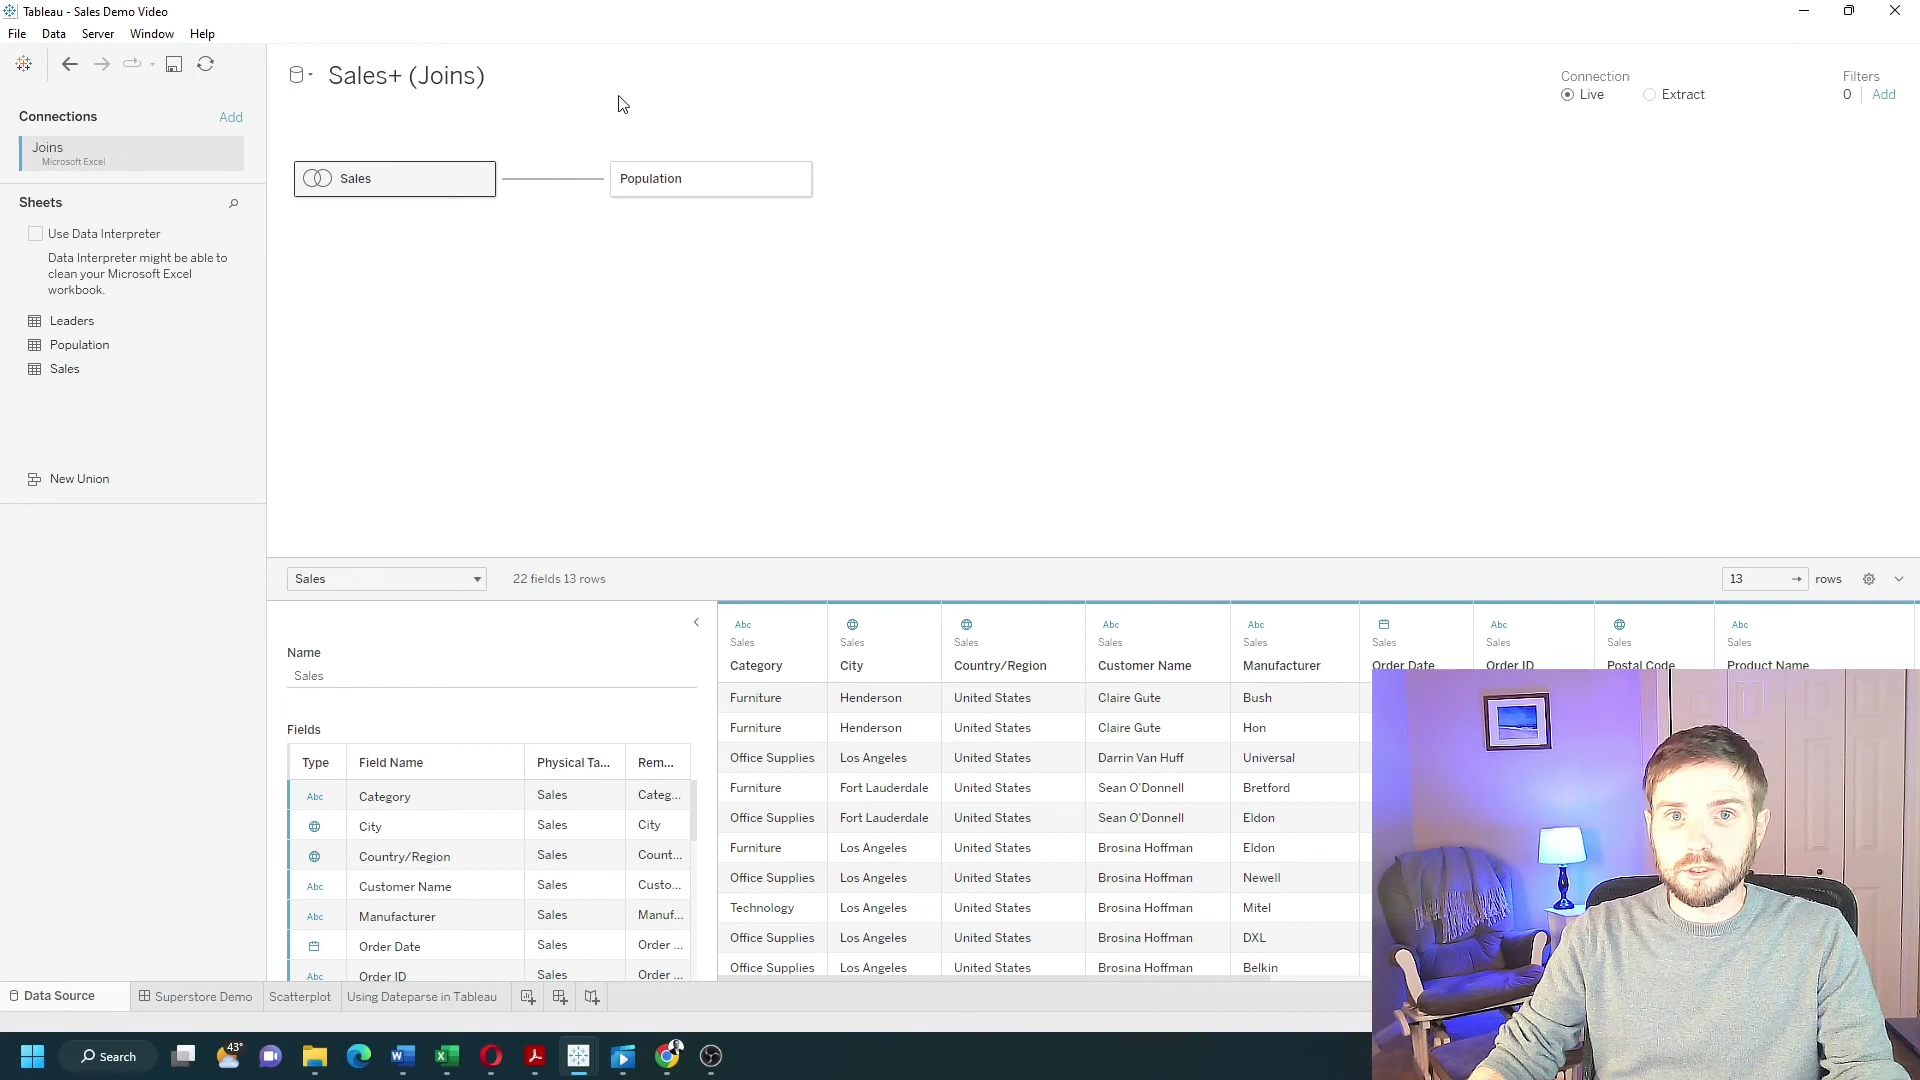 Tableau - Sales Demo Video
File Data Server Window Help
Sales+ (Joins)
Connection
Live Extract
Filters
0 Add
Connections Add
Joins
Microsoft Excel
Sheets
Use Data Interpreter
Data Interpreter might be able to
clean your Microsoft Excel
workbook.
Leaders
Population
Sales
New Union
Sales Population
Sales 22 fields 13 rows 13 rows
Name
Sales
Fields
Type Field Name Physical Ta... Rem...
Abc Category Sales Categ...
City Sales City
Country/Region Sales Count...
Abc Customer Name Sales Custo...
Abc Manufacturer Sales Manuf...
Order Date Sales Order ...
Abc Order ID Sales Order ...
Abc Abc Abc Abc Abc
Sales Sales Sales Sales Sales Sales Sales Sales Sales
Category City Country/Region Customer Name Manufacturer Order Date Order ID Postal Code Product Name
Furniture Henderson United States Claire Gute Bush
Furniture Henderson United States Claire Gute Hon
Office Supplies Los Angeles United States Darrin Van Huff Universal
Furniture Fort Lauderdale United States Sean O'Donnell Bretford
Office Supplies Fort Lauderdale United States Sean O'Donnell Eldon
Furniture Los Angeles United States Brosina Hoffman Eldon
Office Supplies Los Angeles United States Brosina Hoffman Newell
Technology Los Angeles United States Brosina Hoffman Mitel
Office Supplies Los Angeles United States Brosina Hoffman DXL
Office Supplies Los Angeles United States Brosina Hoffman Belkin
Data Source Superstore Demo Scatterplot Using Dateparse in Tableau
Search 43°